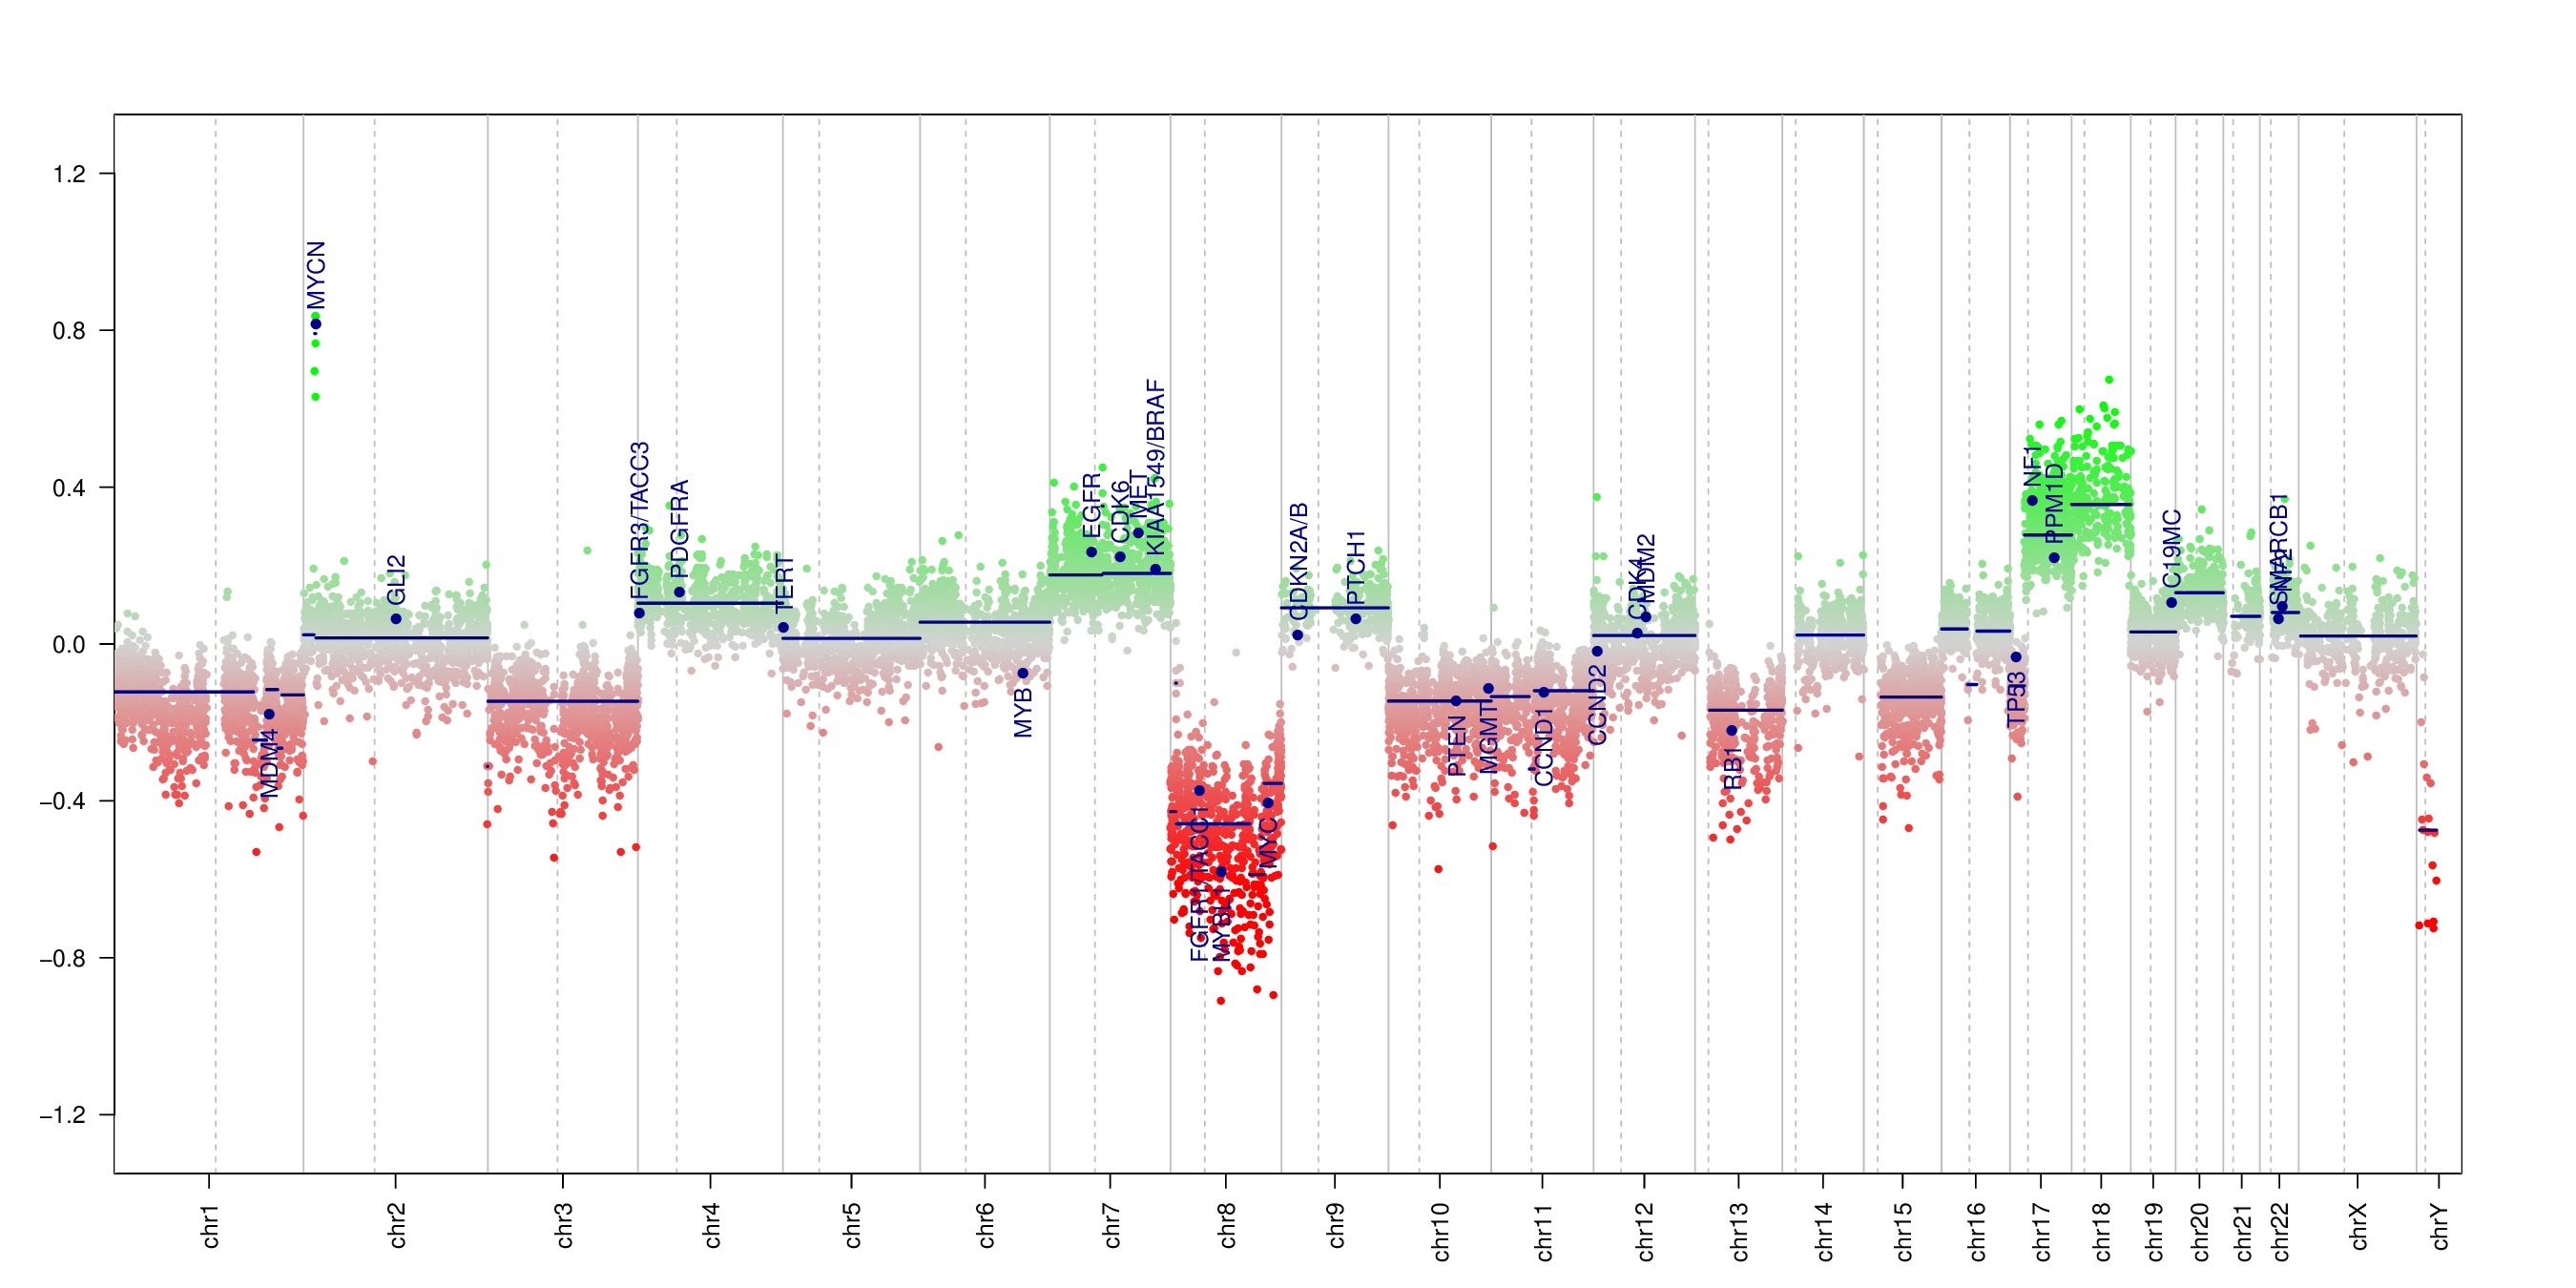 1.2
0.8
0.4
0.0
−0.4
−0.8
−1.2
MDM4
MYCN
GLI2
FGFR3/TACC3
PDGFRA
TERT
MYB
EGFR
CDK6
MET
KIAA1549/BRAF
FGFR1/TACC1
MYBL1
MYC
CDKN2A/B
PTCH1
PTEN
MGMT
CCND1
CCND2
CDK4
MDM2
RB1
TP53
NF1
PPM1D
C19MC
SMARCB1
NF2
chr1
chr2
chr3
chr4
chr5
chr6
chr7
chr8
chr9
chr10
chr11
chr12
chr13
chr14
chr15
chr16
chr17
chr18
chr19
chr20
chr21
chr22
chrX
chrY